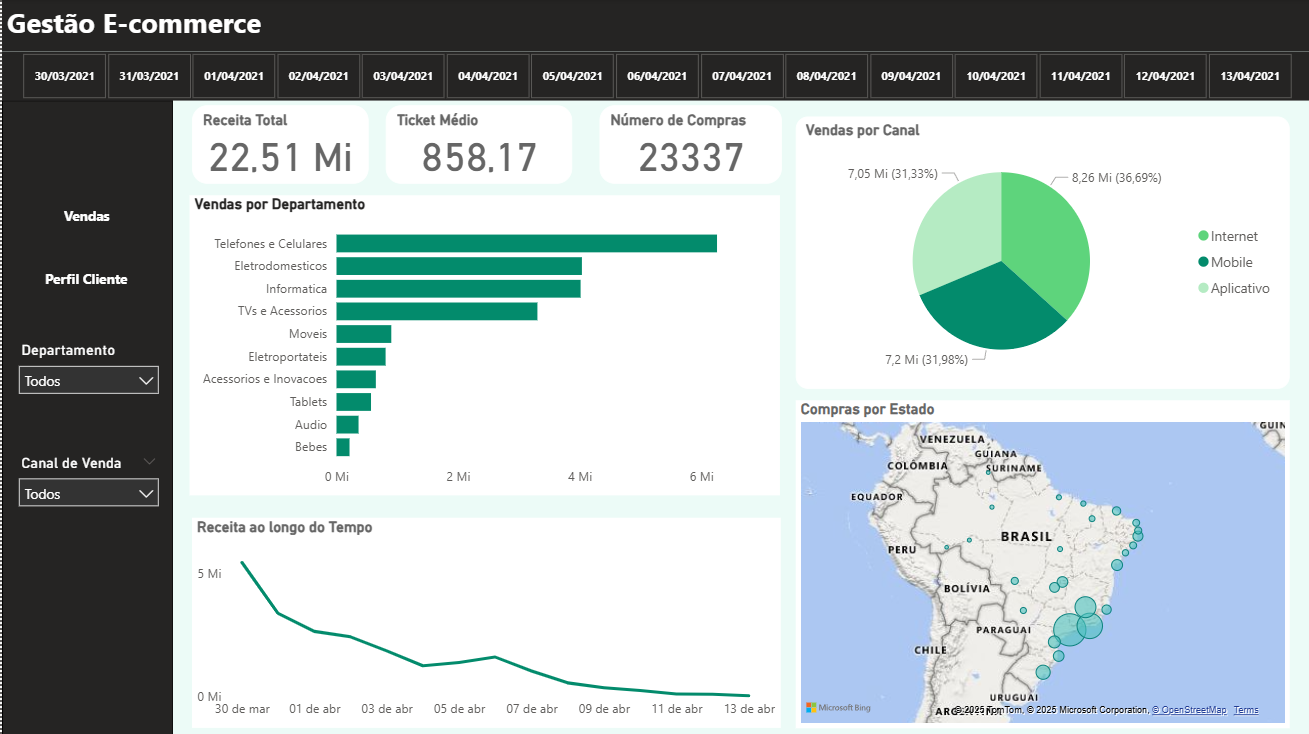 Gestão E-commerce
30/03/2021 31/03/2021 01/04/2021 02/04/2021 03/04/2021 04/04/2021 05/04/2021 06/04/2021 07/04/2021 08/04/2021 09/04/2021 10/04/2021 11/04/2021 12/04/2021 13/04/2021
Vendas
Perfil Cliente
Departamento
Todos
Canal de Venda
Todos
Receita Total
22,51 Mi
Ticket Médio
858,17
Número de Compras
23337
Vendas por Departamento
Telefones e Celulares
Eletrodomesticos
Informatica
TVs e Acessorios
Moveis
Eletroportateis
Acessorios e Inovacoes
Tablets
Audio
Bebes
0 Mi 2 Mi 4 Mi 6 Mi
Receita ao longo do Tempo
5 Mi
0 Mi
30 de mar 01 de abr 03 de abr 05 de abr 07 de abr 09 de abr 11 de abr 13 de abr
Vendas por Canal
7,05 Mi (31,33%)
8,26 Mi (36,69%)
7,2 Mi (31,98%)
Internet
Mobile
Aplicativo
Compras por Estado
GUIN
VENEZUELA
GUIANA
COLÔMBIA
SURINAME
EQUADOR
BRASIL
PERU
BOLÍVIA
PARAGUAI
CHILE
URUGUAI
ARGENTINA
Microsoft Bing
© 2025 TomTom, © 2025 Microsoft Corporation, © OpenStreetMap Terms